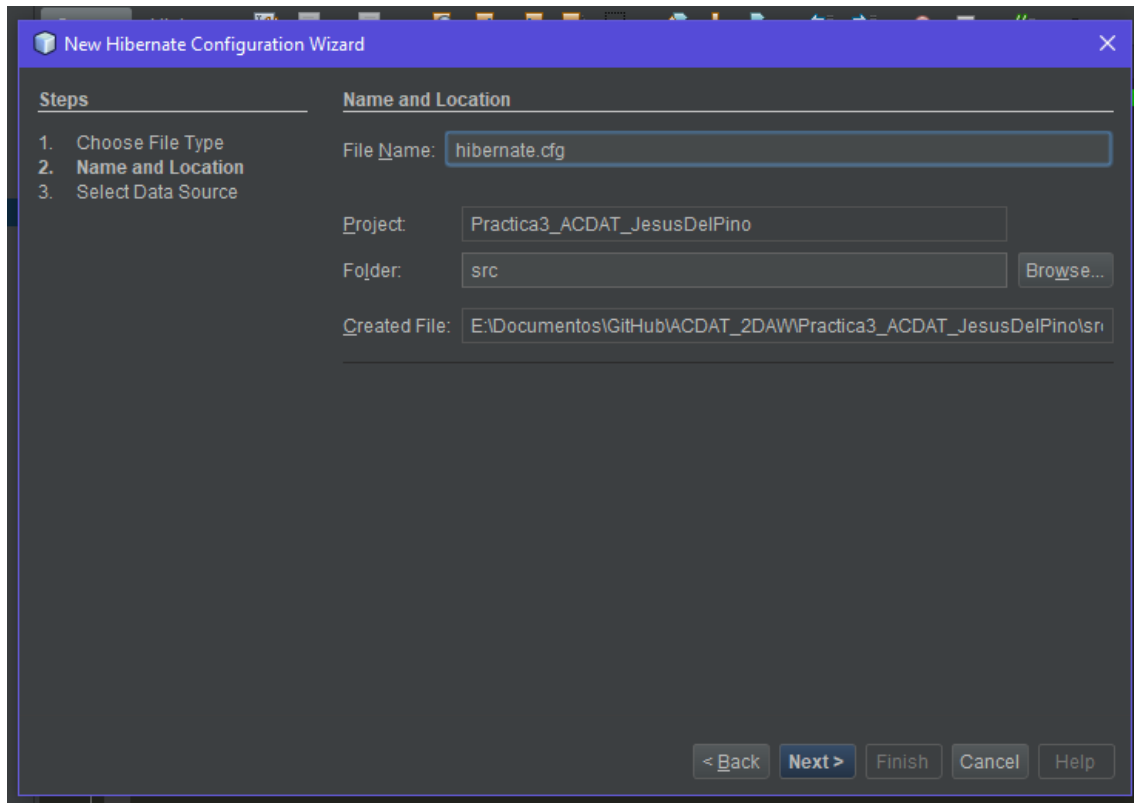 New Hibernate Configuration Wizard
Steps
1. Choose File Type
2. Name and Location
3. Select Data Source
Name and Location
File Name: hibernate.cfg
Project: Practica3_ACDAT_JesusDelPino
Folder: src Browse...
Created File: E:\Documentos\GitHub\ACDAT_2DAW\Practica3_ACDAT_JesusDelPino\src
< Back Next > Finish Cancel Help